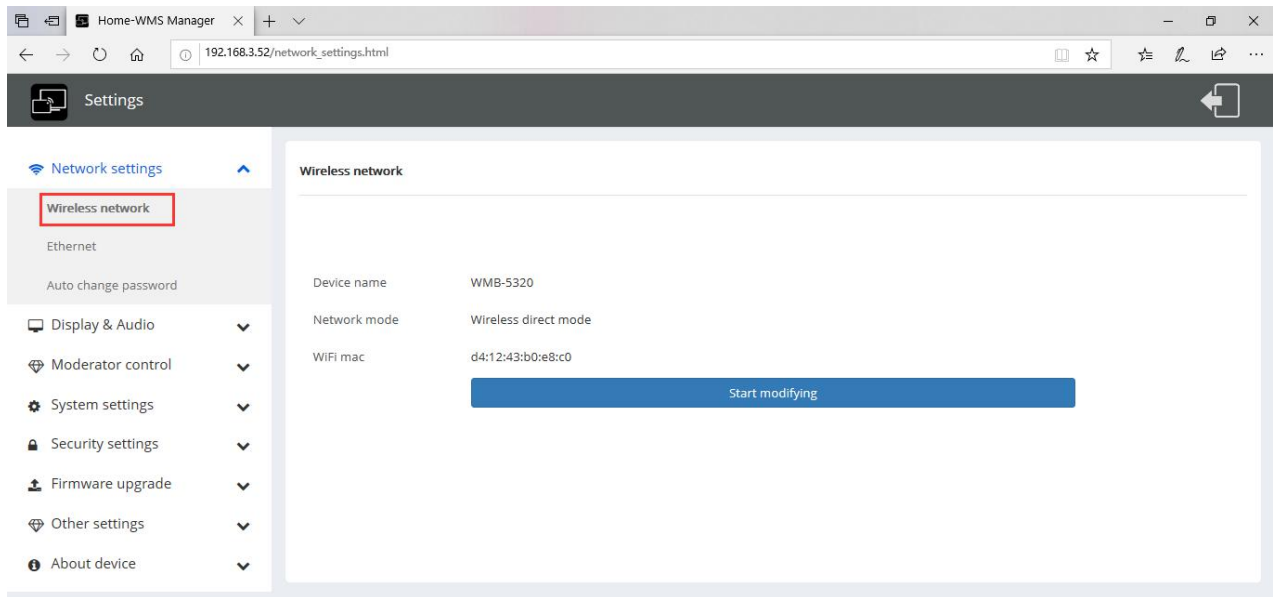 Home-WMS Manager
192.168.3.52/network_settings.html
Settings
Network settings
Wireless network
Ethernet
Auto change password
Display & Audio
Moderator control
System settings
Security settings
Firmware upgrade
Other settings
About device
Wireless network
Device name WMB-5320
Network mode Wireless direct mode
WiFi mac d4:12:43:b0:e8:c0
Start modifying